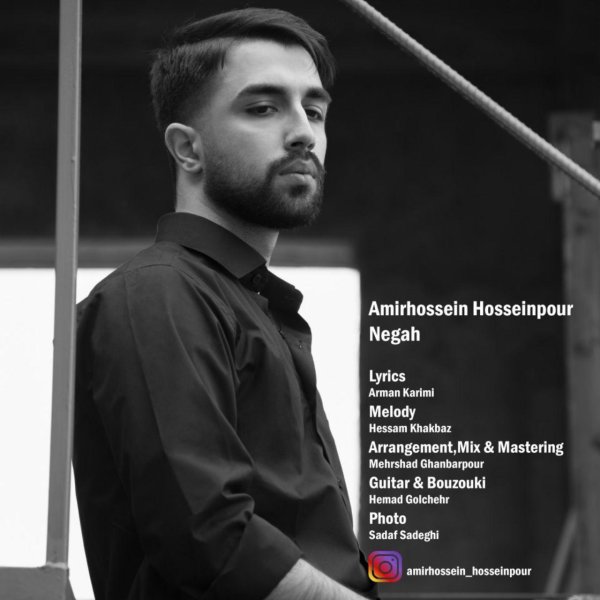 Amirhossein Hosseinpour
Negah
Lyrics
Arman Karimi
Melody
Hessam Khakbaz
Arrangement,Mix & Mastering
Mehrshad Ghanbarpour
Guitar & Bouzouki
Hemad Golchehr
Photo
Sadaf Sadeghi
amirhossein_hosseinpour